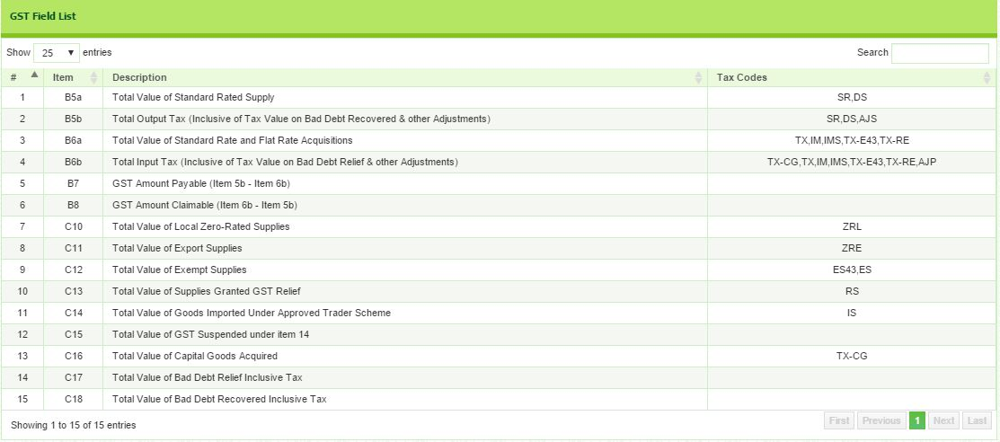 GST Field List
Show 25 entries Search
# Item Description Tax Codes
1 B5a Total Value of Standard Rated Supply SR,DS
2 B5b Total Output Tax (Inclusive of Tax Value on Bad Debt Recovered & other Adjustments) SR,DS,AJS
3 B6a Total Value of Standard Rate and Flat Rate Acquisitions TX,IM,IMS,TX-E43,TX-RE
4 B6b Total Input Tax (Inclusive of Tax Value on Bad Debt Relief & other Adjustments) TX-CG,TX,IM,IMS,TX-E43,TX-RE,AJP
5 B7 GST Amount Payable (Item 5b - Item 6b)
6 B8 GST Amount Claimable (Item 6b - Item 5b)
7 C10 Total Value of Local Zero-Rated Supplies ZRL
8 C11 Total Value of Export Supplies ZRE
9 C12 Total Value of Exempt Supplies ES43,ES
10 C13 Total Value of Supplies Granted GST Relief RS
11 C14 Total Value of Goods Imported Under Approved Trader Scheme IS
12 C15 Total Value of GST Suspended under item 14
13 C16 Total Value of Capital Goods Acquired TX-CG
14 C17 Total Value of Bad Debt Relief Inclusive Tax
15 C18 Total Value of Bad Debt Recovered Inclusive Tax
Showing 1 to 15 of 15 entries First Previous 1 Next Last